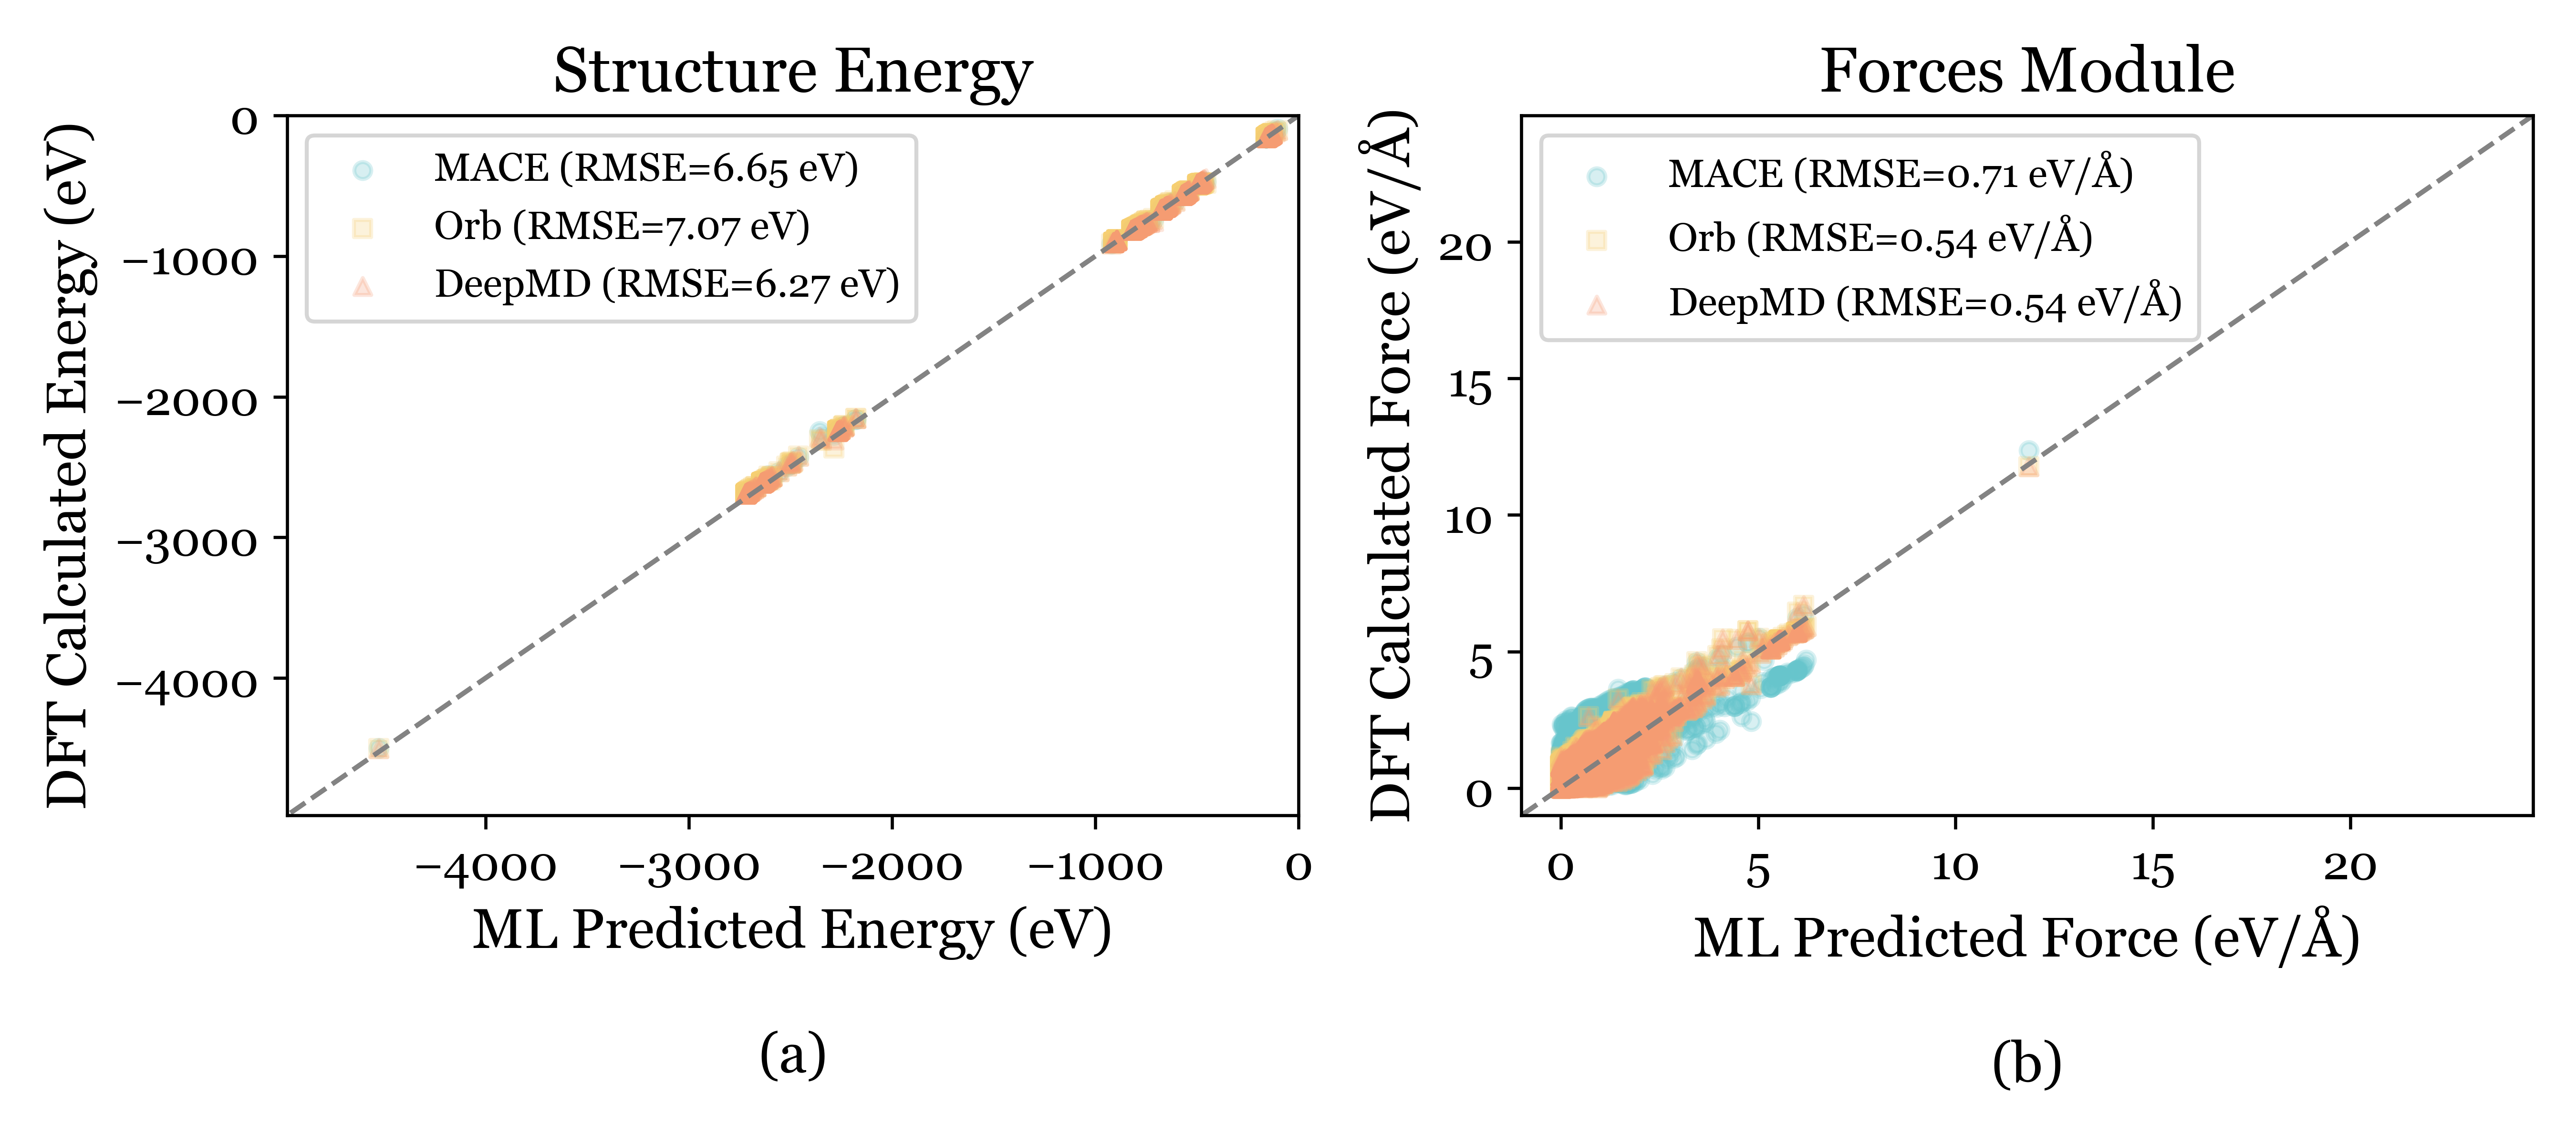 Structure Energy
MACE (RMSE=6.65 eV)
Orb (RMSE=7.07 eV)
DeepMD (RMSE=6.27 eV)
DFT Calculated Energy (eV)
0
−1000
−2000
−3000
−4000
−4000
−3000
−2000
−1000
0
ML Predicted Energy (eV)
(a)
Forces Module
MACE (RMSE=0.71 eV/Å)
Orb (RMSE=0.54 eV/Å)
DeepMD (RMSE=0.54 eV/Å)
DFT Calculated Force (eV/Å)
20
15
10
5
0
0
5
10
15
20
ML Predicted Force (eV/Å)
(b)